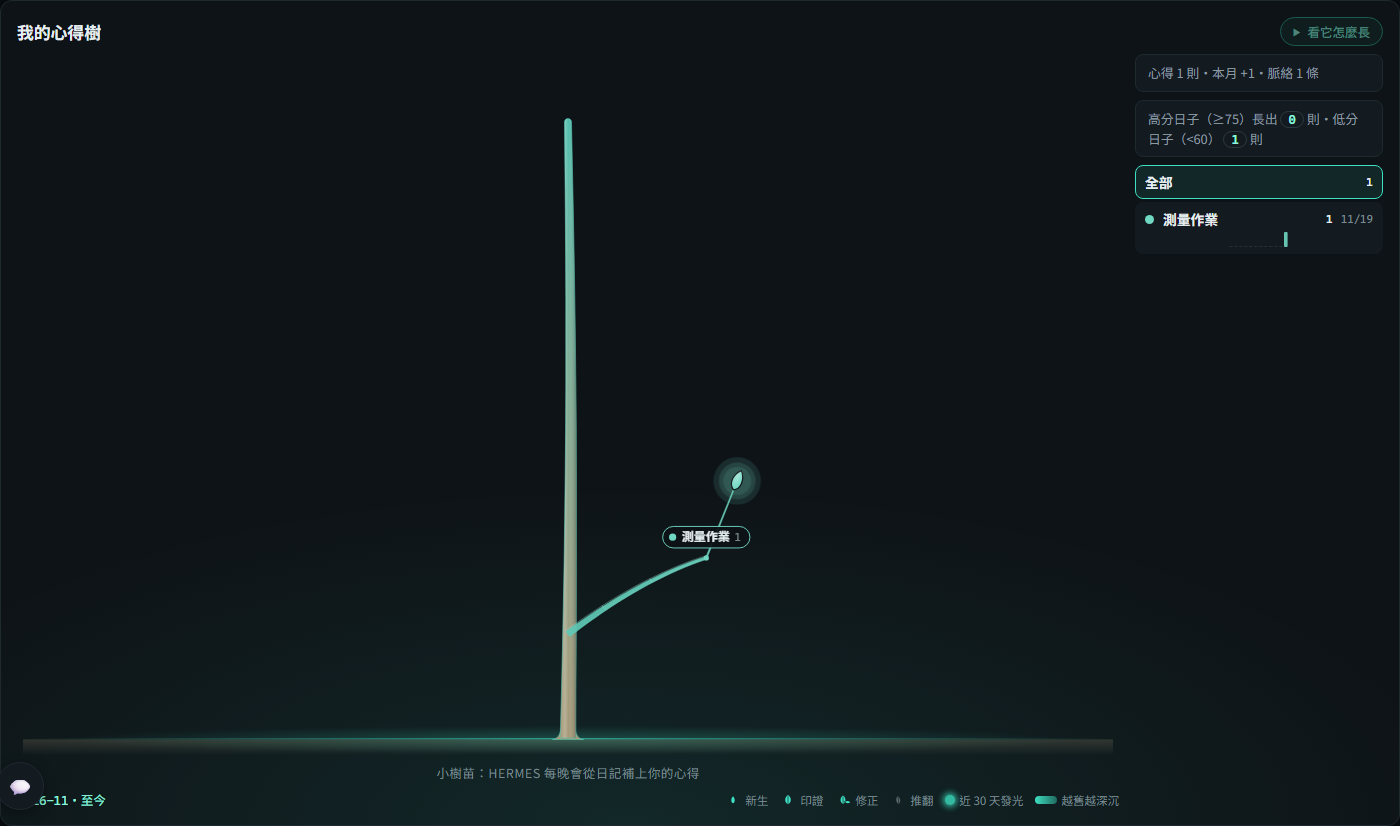 我的心得樹
看它怎麼長
心得 1 則・本月 +1・脈絡 1 條
高分日子（≥75）長出 0 則・低分
日子（<60） 1 則
全部 1
測量作業 1 11/19
測量作業 1
小樹苗：HERMES 每晚會從日記補上你的心得
26-11・至今
新生 印證 修正 推翻 近 30 天發光 越舊越深沉